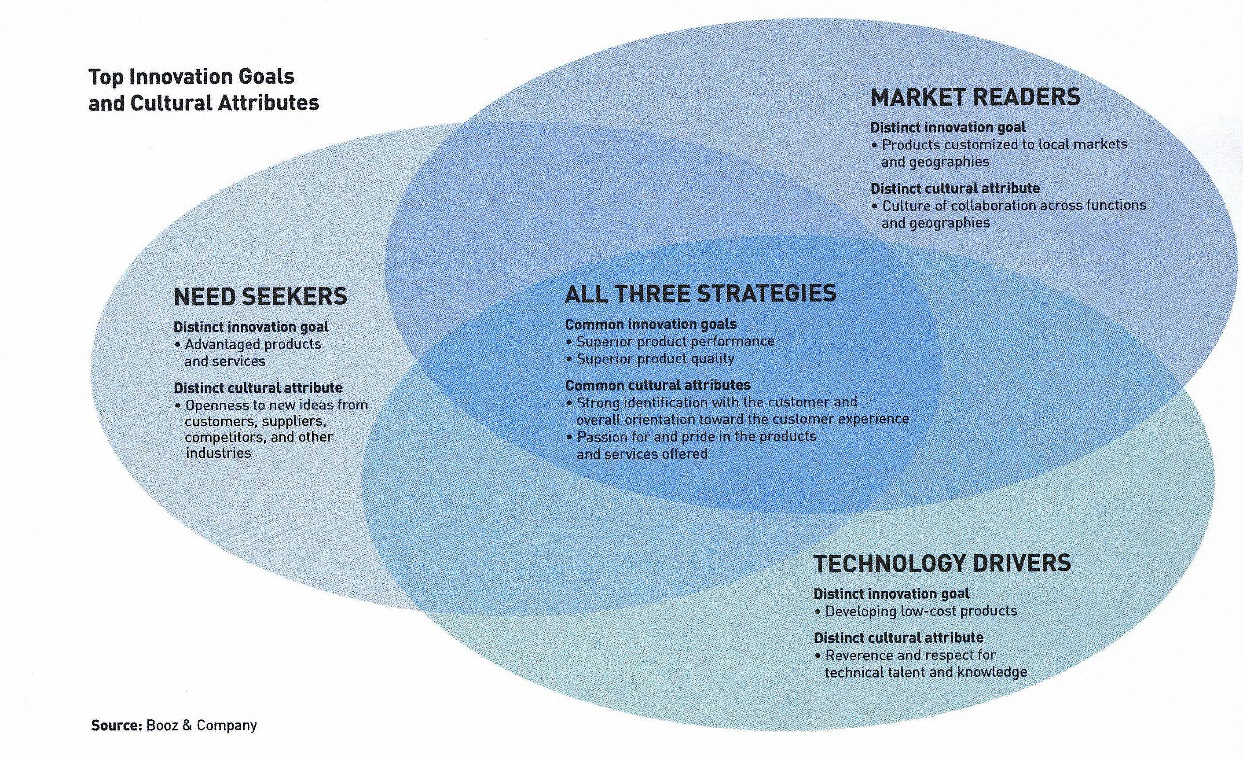 Top Innovation Goals
and Cultural Attributes
MARKET READERS
Distinct innovation goal
• Products customized to local markets
and geographies
Distinct cultural attribute
• Culture of collaboration across functions
and geographies
NEED SEEKERS
Distinct innovation goal
• Advantaged products
and services
Distinct cultural attribute
• Openness to new ideas from
customers, suppliers,
competitors, and other
industries
ALL THREE STRATEGIES
Common innovation goals
• Superior product performance
• Superior product quality
Common cultural attributes
• Strong identification with the customer and
overall orientation toward the customer experience
• Passion for and pride in the products
and services offered
TECHNOLOGY DRIVERS
Distinct innovation goal
• Developing low-cost products
Distinct cultural attribute
• Reverence and respect for
technical talent and knowledge
Source: Booz & Company